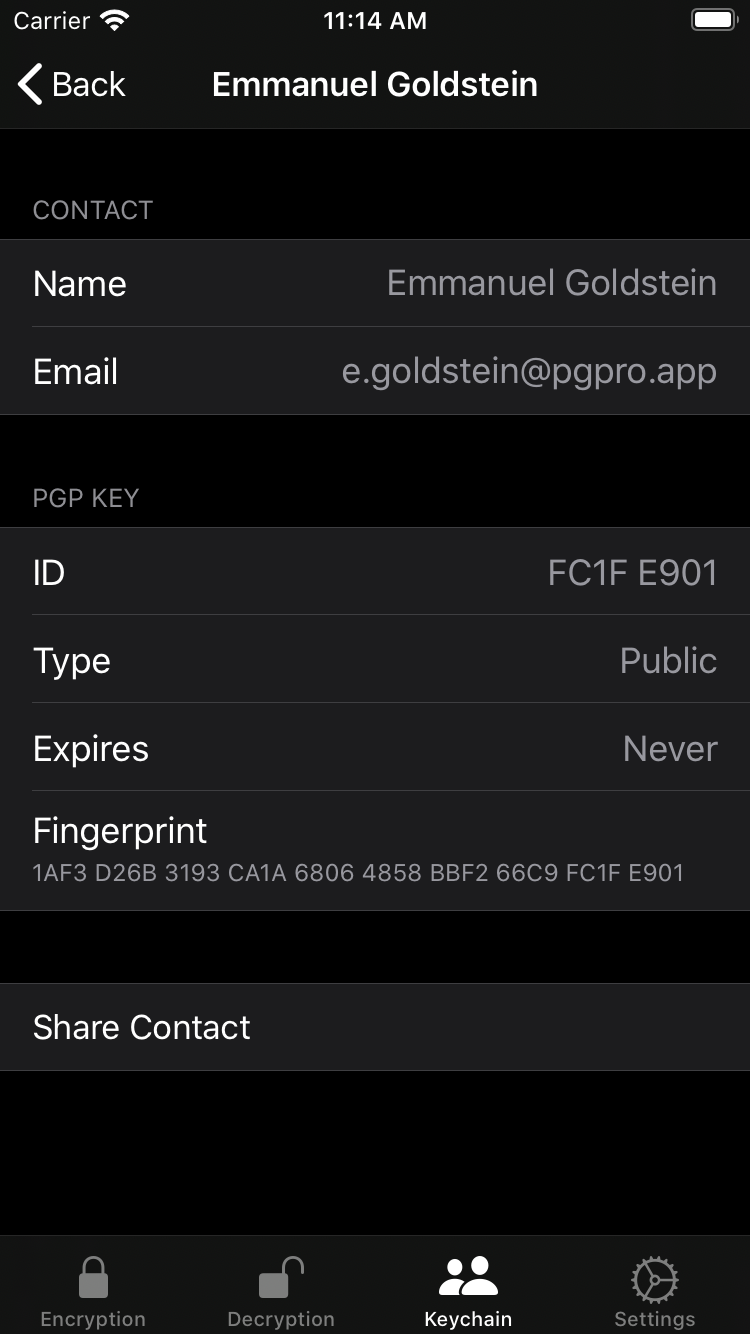 Carrier 11:14 AM
Back Emmanuel Goldstein
CONTACT
Name Emmanuel Goldstein
Email e.goldstein@pgpro.app
PGP KEY
ID FC1F E901
Type Public
Expires Never
Fingerprint
1AF3 D26B 3193 CA1A 6806 4858 BBF2 66C9 FC1F E901
Share Contact
Encryption Decryption Keychain Settings